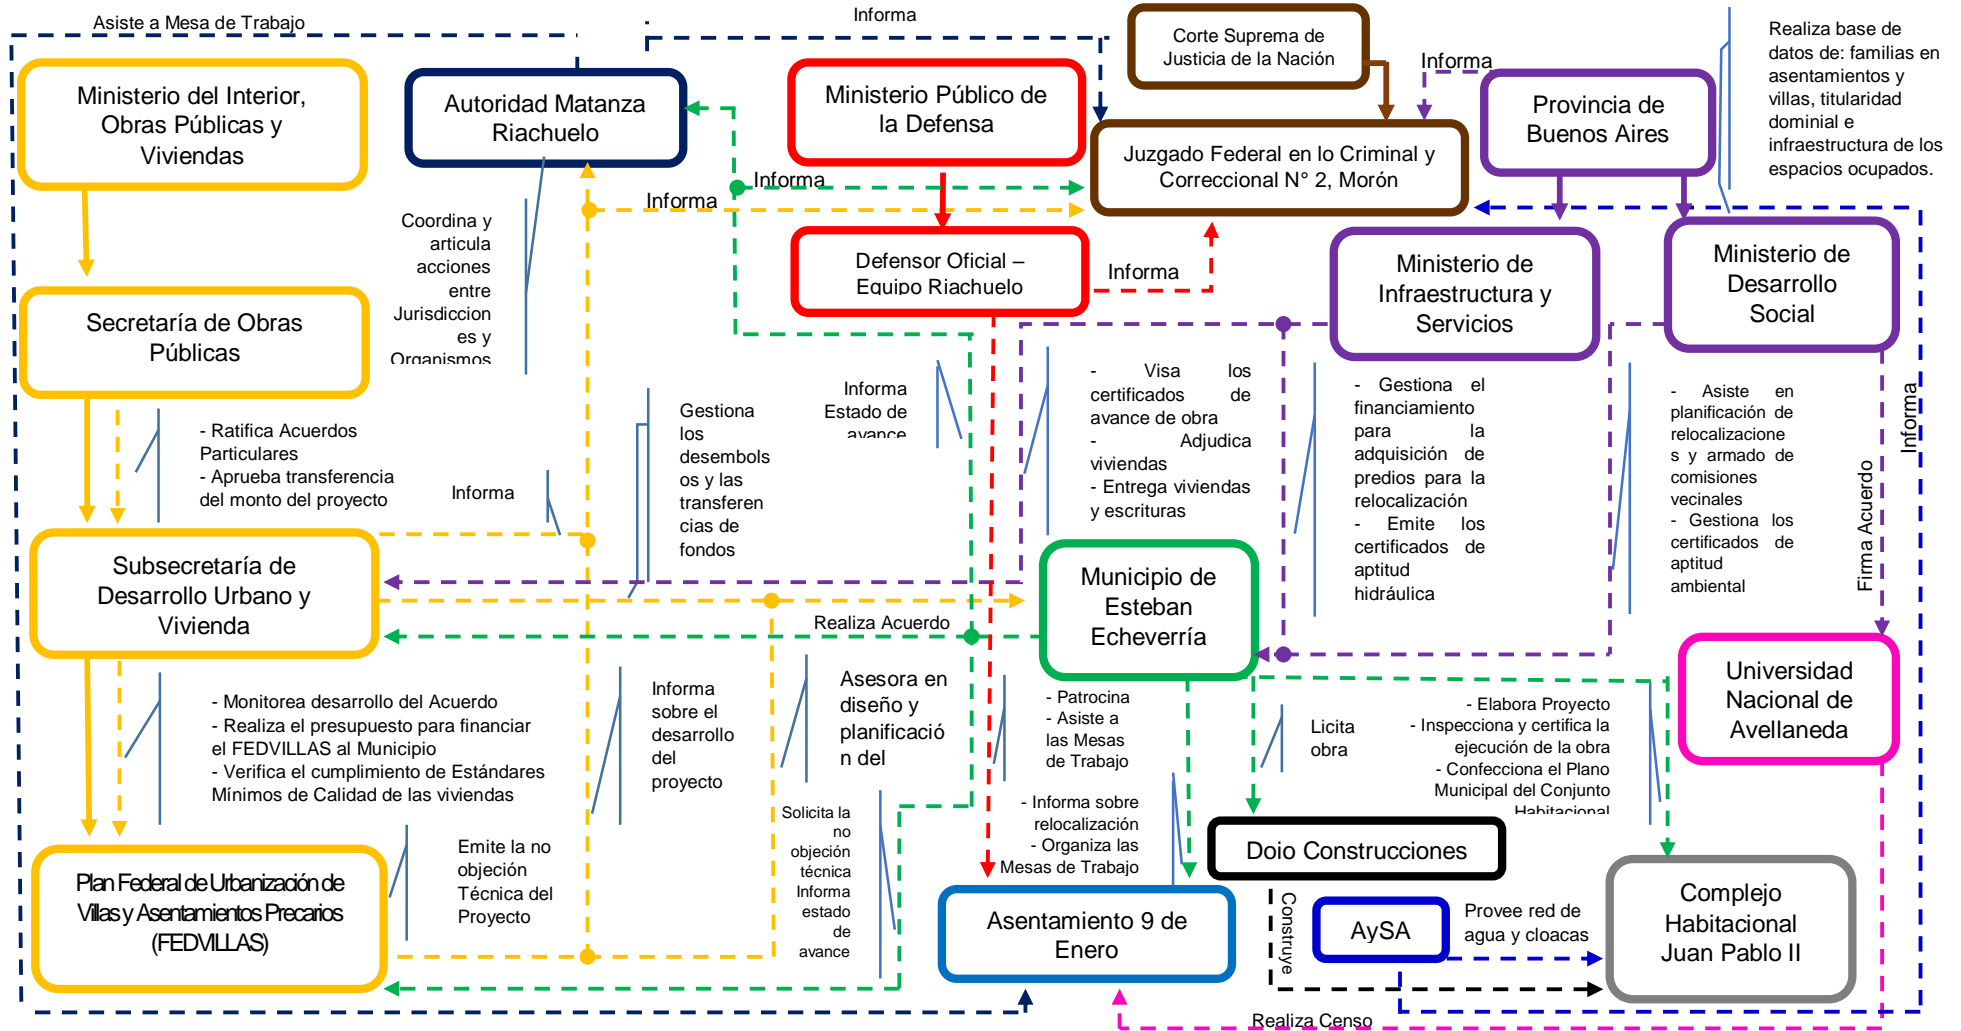 Asiste a Mesa de Trabajo
Informa
Corte Suprema de
Justicia de la Nación
Informa
Realiza base de
datos de: familias en
asentamientos y
villas, titularidad
dominial e
infraestructura de los
espacios ocupados.
Ministerio del Interior,
Obras Públicas y
Viviendas
Autoridad Matanza
Riachuelo
Ministerio Público de
la Defensa
Provincia de
Buenos Aires
Juzgado Federal en lo Criminal y
Correccional N° 2, Morón
Informa
Informa
Coordina y
articula
acciones
entre
Jurisdiccion
es y
Organismos
Defensor Oficial –
Equipo Riachuelo
Informa
Ministerio de
Infraestructura y
Servicios
Ministerio de
Desarrollo
Social
Secretaría de Obras
Públicas
- Ratifica Acuerdos
Particulares
- Aprueba transferencia
del monto del proyecto
Informa
Gestiona
los
desembols
os y las
transferen
cias de
fondos
Informa
Estado de
avance
- Visa los
certificados de
avance de obra
- Adjudica
viviendas
- Entrega viviendas
y escrituras
- Gestiona el
financiamiento
para la
adquisición de
predios para la
relocalización
- Emite los
certificados de
aptitud
hidráulica
- Asiste en
planificación de
relocalizacione
s y armado de
comisiones
vecinales
- Gestiona los
certificados de
aptitud
ambiental
Firma Acuerdo
Informa
Subsecretaría de
Desarrollo Urbano y
Vivienda
Realiza Acuerdo
Municipio de
Esteban
Echeverría
Universidad
Nacional de
Avellaneda
- Monitorea desarrollo del Acuerdo
- Realiza el presupuesto para financiar
el FEDVILLAS al Municipio
- Verifica el cumplimiento de Estándares
Mínimos de Calidad de las viviendas
Informa
sobre el
desarrollo
del
proyecto
Asesora en
diseño y
planificació
n del
- Patrocina
- Asiste a
las Mesas
de Trabajo
Licita
obra
- Elabora Proyecto
- Inspecciona y certifica la
ejecución de la obra
- Confecciona el Plano
Municipal del Conjunto
Habitacional
- Informa sobre
relocalización
- Organiza las
Mesas de Trabajo
Solicita la
no
objeción
técnica
Informa
estado
de
avance
Emite la no
objeción
Técnica del
Proyecto
Plan Federal de Urbanización de
Villas y Asentamientos Precarios
(FEDVILLAS)
Doio Construcciones
Construye
Asentamiento 9 de
Enero
AySA
Provee red de
agua y cloacas
Complejo
Habitacional
Juan Pablo II
Realiza Censo